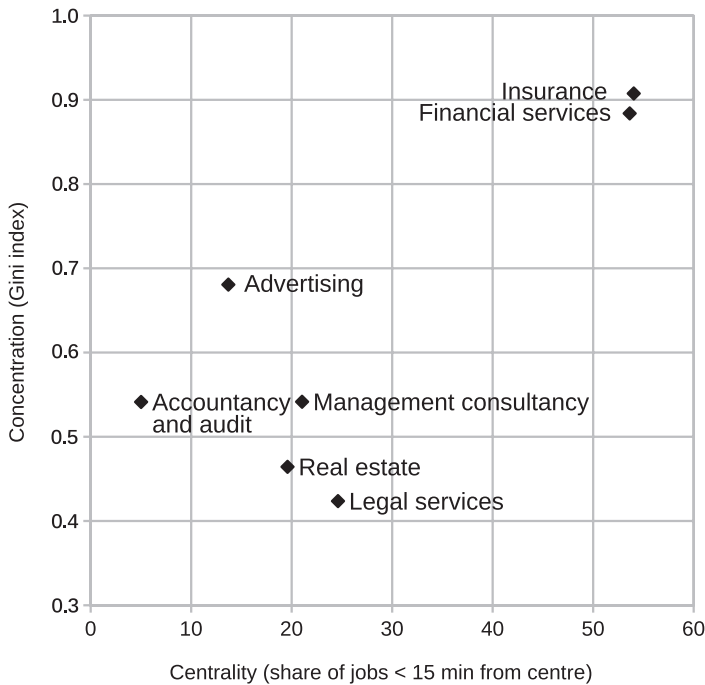 1.0
Insurance
0.9
Financial services
0.8
0.7
Advertising
0.6
Accountancy
and audit
Management consultancy
0.5
Real estate
Legal services
0.4
0.3
0 10 20 30 40 50 60
Concentration (Gini index)
Centrality (share of jobs < 15 min from centre)